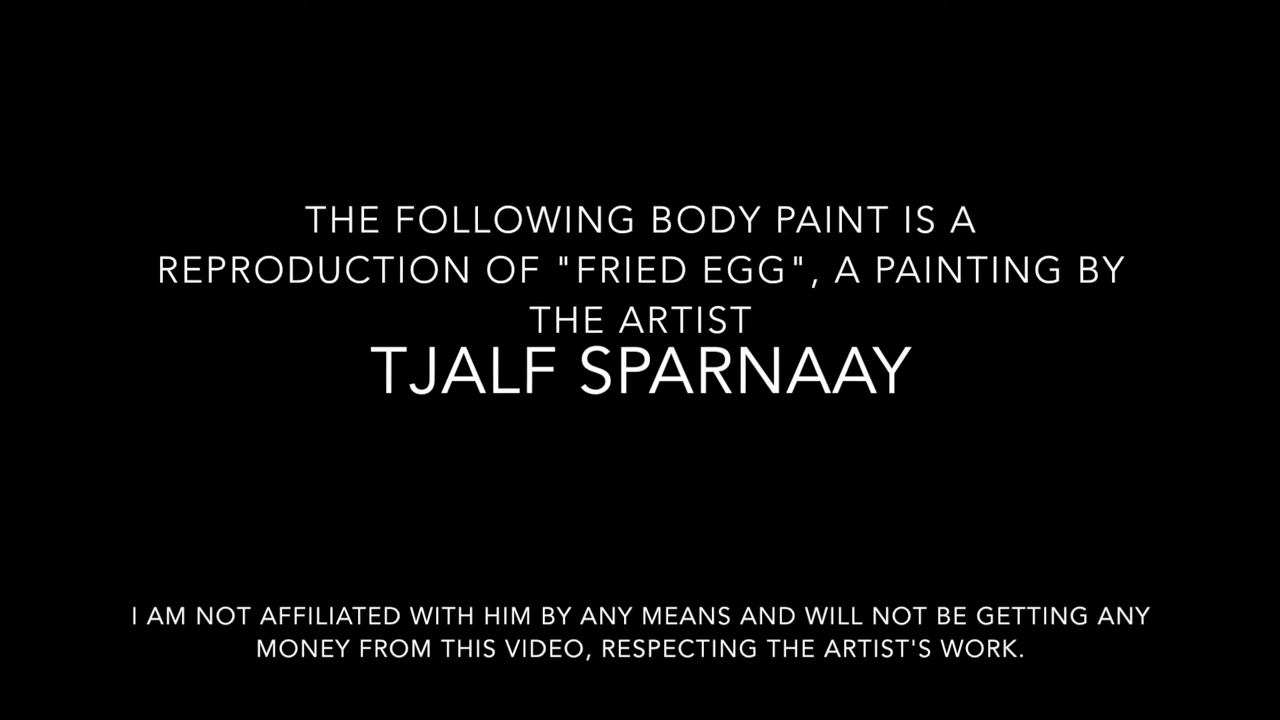 THE FOLLOWING BODY PAINT IS A
REPRODUCTION OF "FRIED EGG", A PAINTING BY
THE ARTIST
TJALF SPARNAAY
I AM NOT AFFILIATED WITH HIM BY ANY MEANS AND WILL NOT BE GETTING ANY
MONEY FROM THIS VIDEO, RESPECTING THE ARTIST'S WORK.